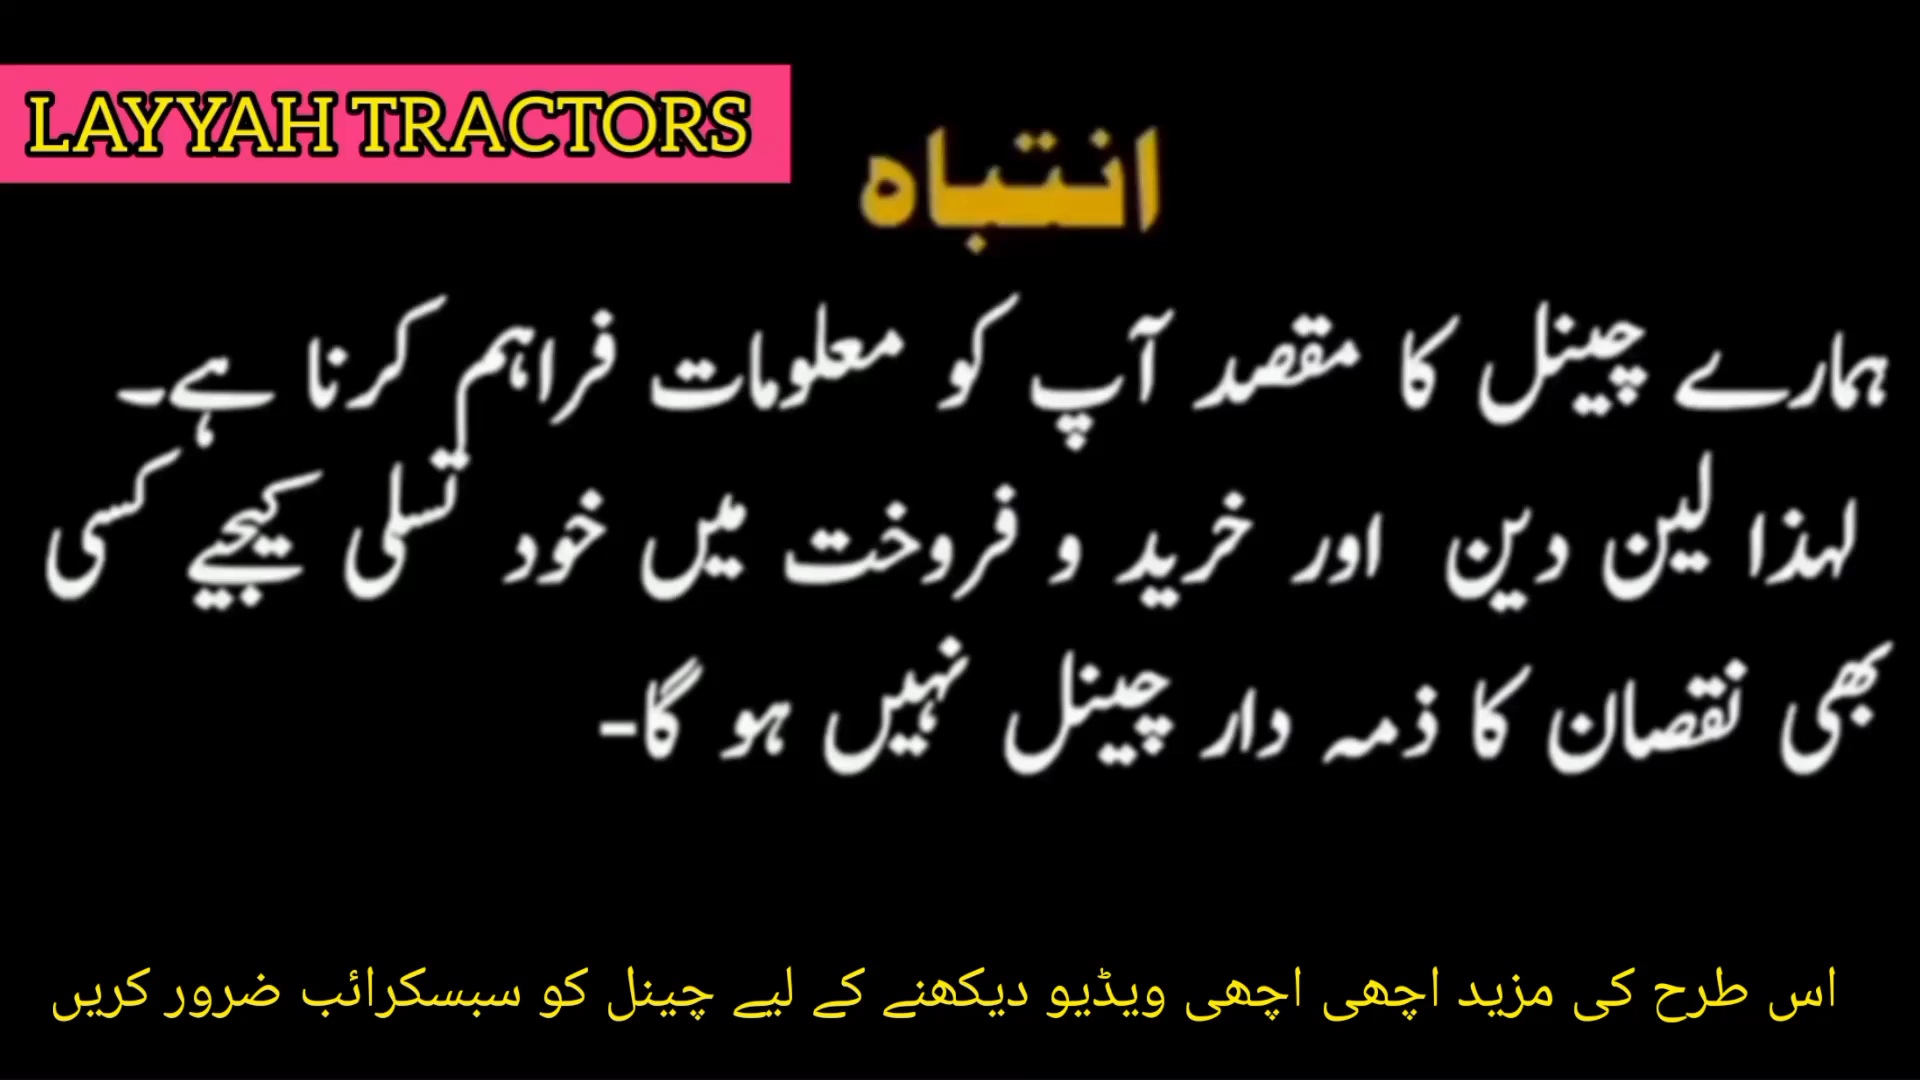 LAYYAH TRACTORS
انتباہ
ہمارے چینل کا مقصد آپ کو معلومات فراہم کرنا ہے۔
لہذا لین دین اور خرید و فروخت میں خود تسلی کیجیے کسی
بھی نقصان کا ذمہ دار چینل نہیں ہو گا-
اس طرح کی مزید اچھی اچھی ویڈیو دیکھنے کے لیے چینل کو سبسکرائب ضرور کریں